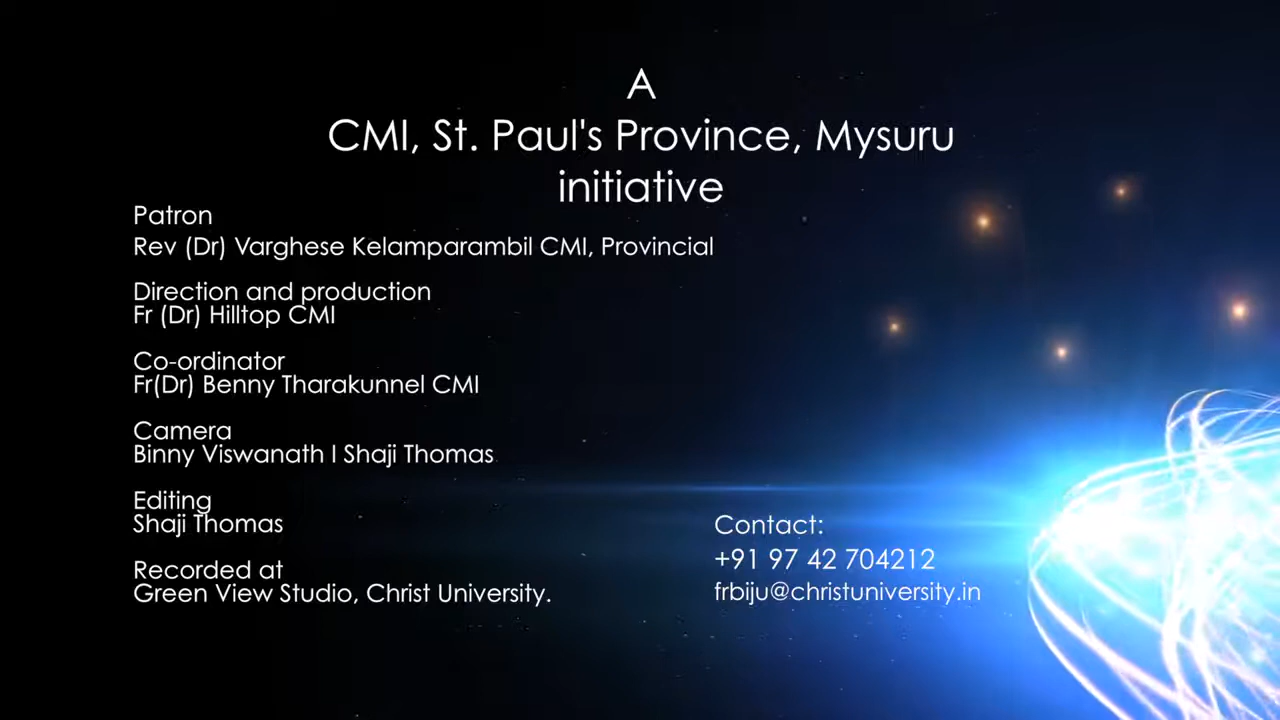 A
CMI, St. Paul's Province, Mysuru
initiative
Patron
Rev (Dr) Varghese Kelamparambil CMI, Provincial
Direction and production
Fr (Dr) Hilltop CMI
Co-ordinator
Fr(Dr) Benny Tharakunnel CMI
Camera
Binny Viswanath I Shaji Thomas
Editing
Shaji Thomas
Recorded at
Green View Studio, Christ University.
Contact:
+91 97 42 704212
frbiju@christuniversity.in